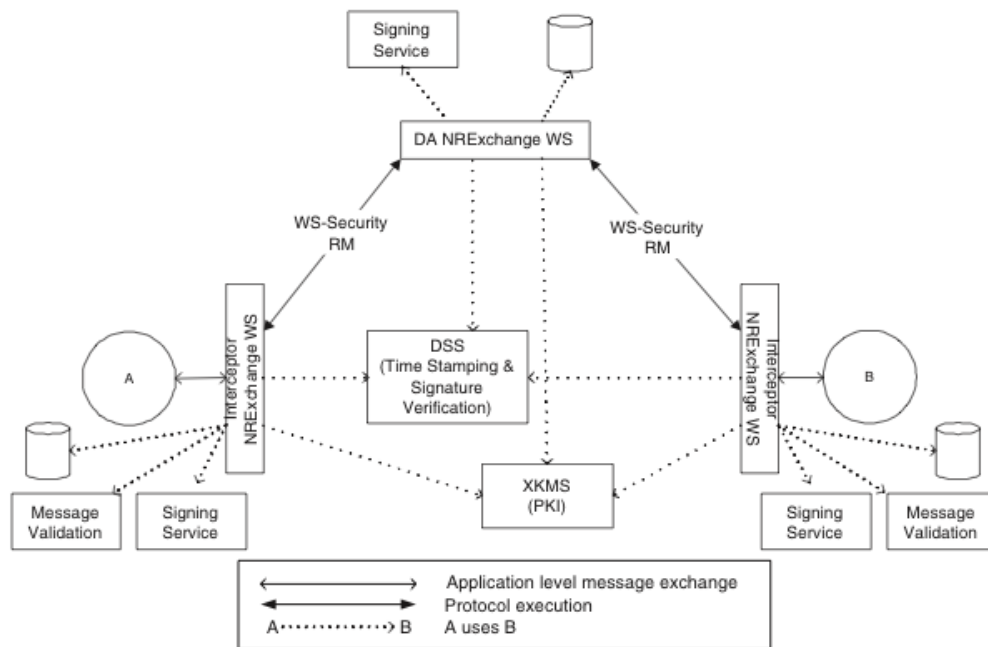 Signing
Service
DA NRExchange WS
WS-Security
RM
WS-Security
RM
A
Interceptor
NRExchange WS
DSS
(Time Stamping &
Signature
Verification)
Interceptor
NRExchange WS
B
XKMS
(PKI)
Message
Validation
Signing
Service
Signing
Service
Message
Validation
Application level message exchange
Protocol execution
A B A uses B